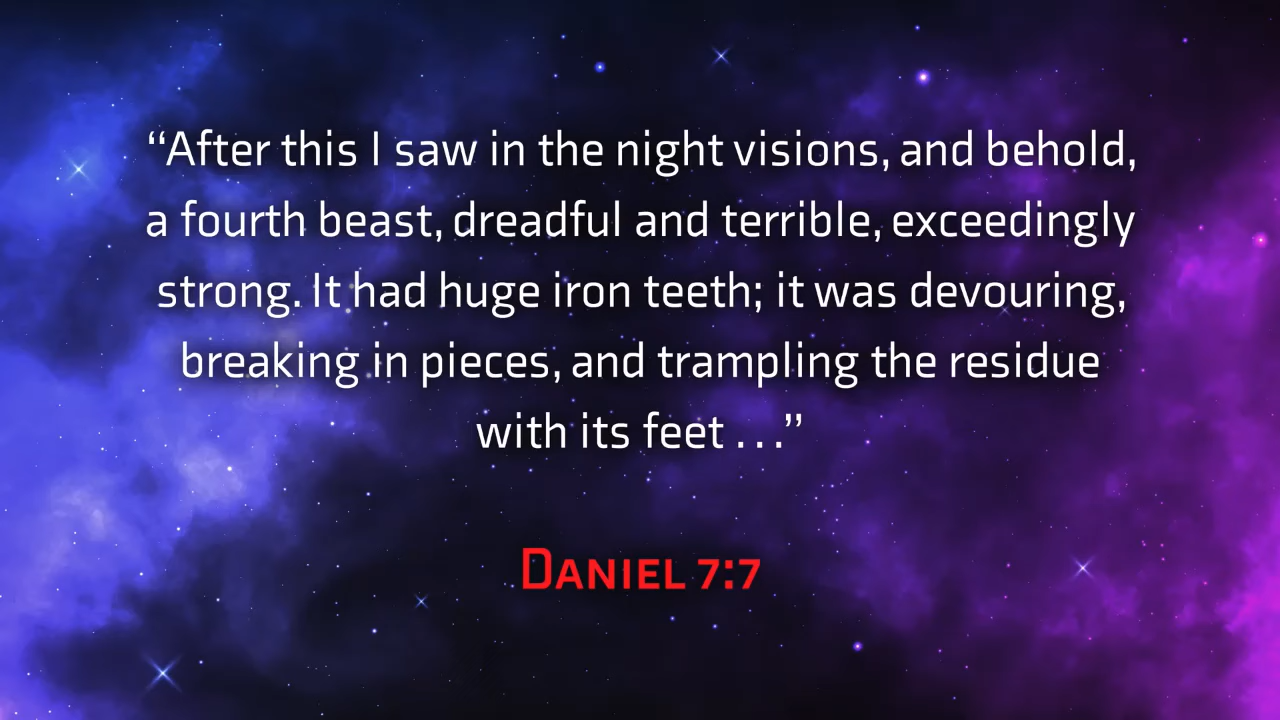 “After this I saw in the night visions, and behold,
a fourth beast, dreadful and terrible, exceedingly
strong. It had huge iron teeth; it was devouring,
breaking in pieces, and trampling the residue
with its feet . . .”
Daniel 7:7